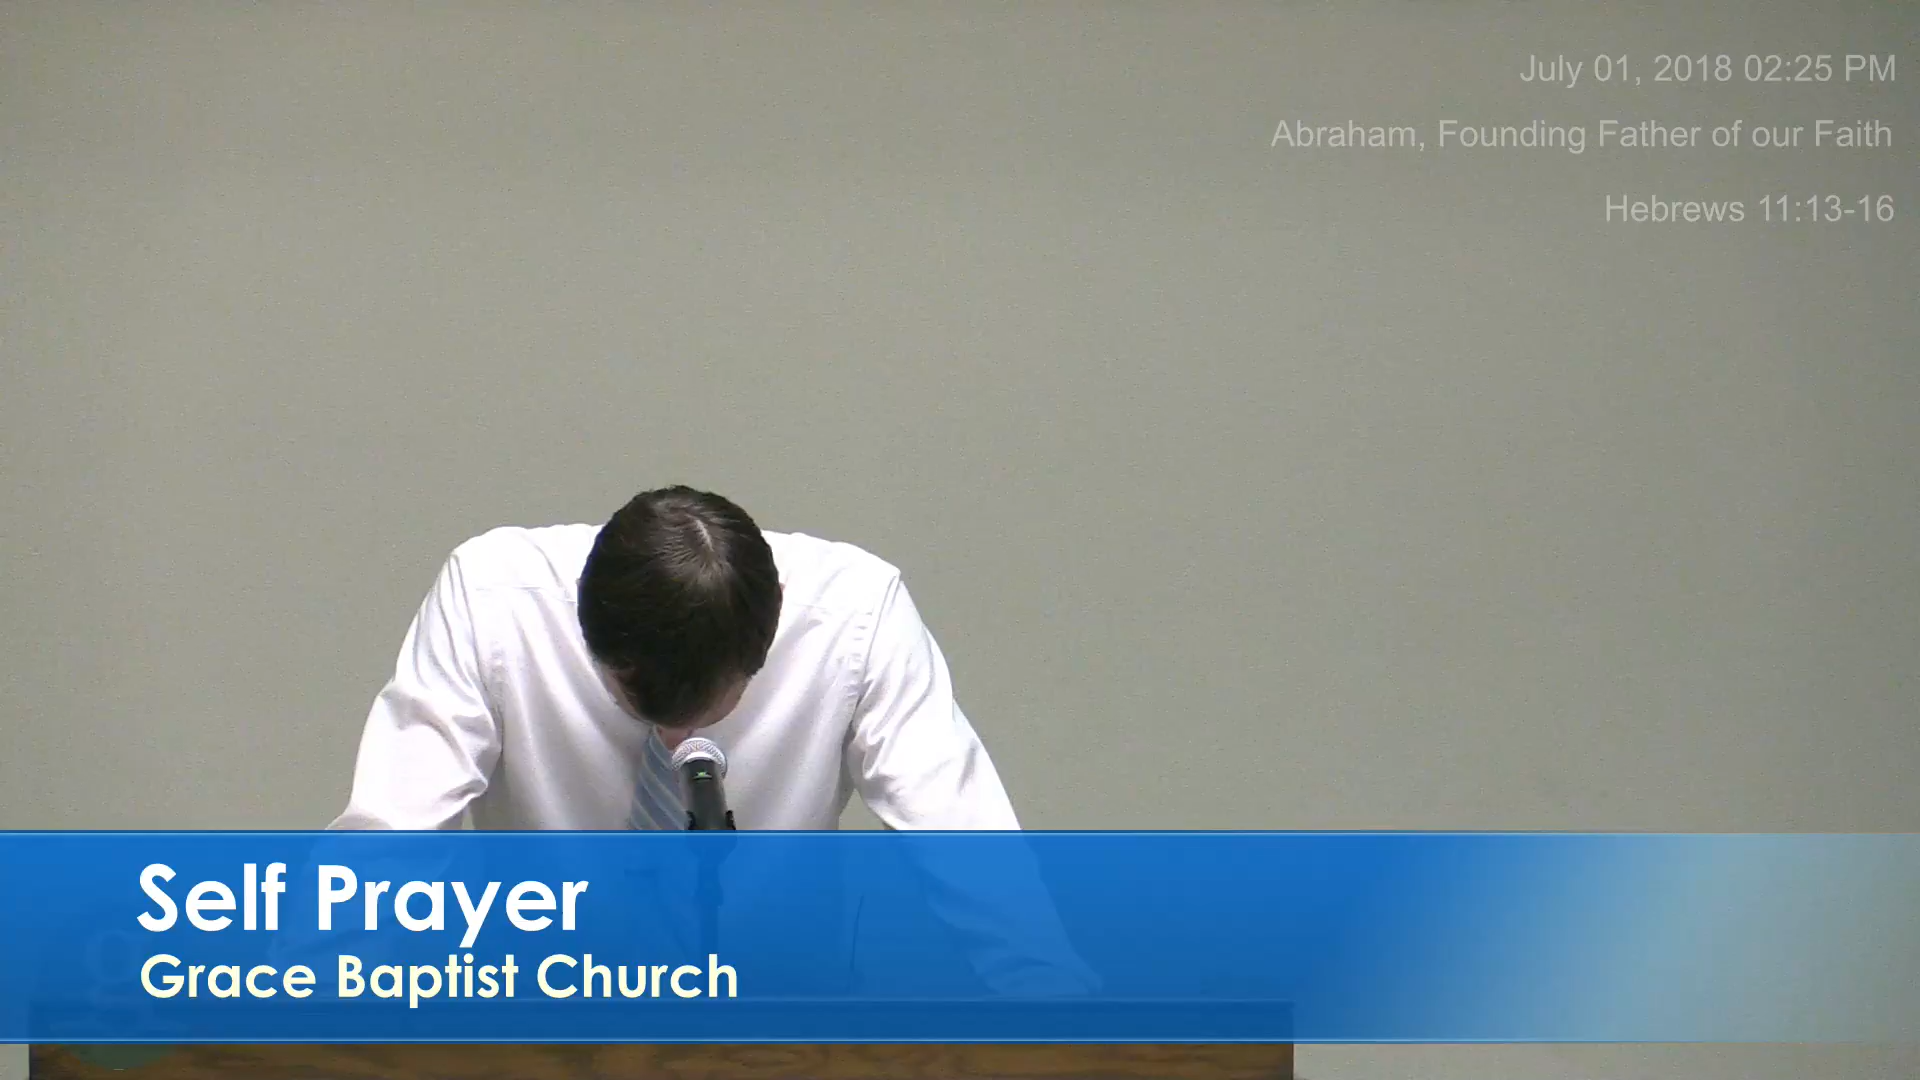 July 01, 2018 02:25 PM
Abraham, Founding Father of our Faith
Hebrews 11:13-16
Self Prayer
Grace Baptist Church